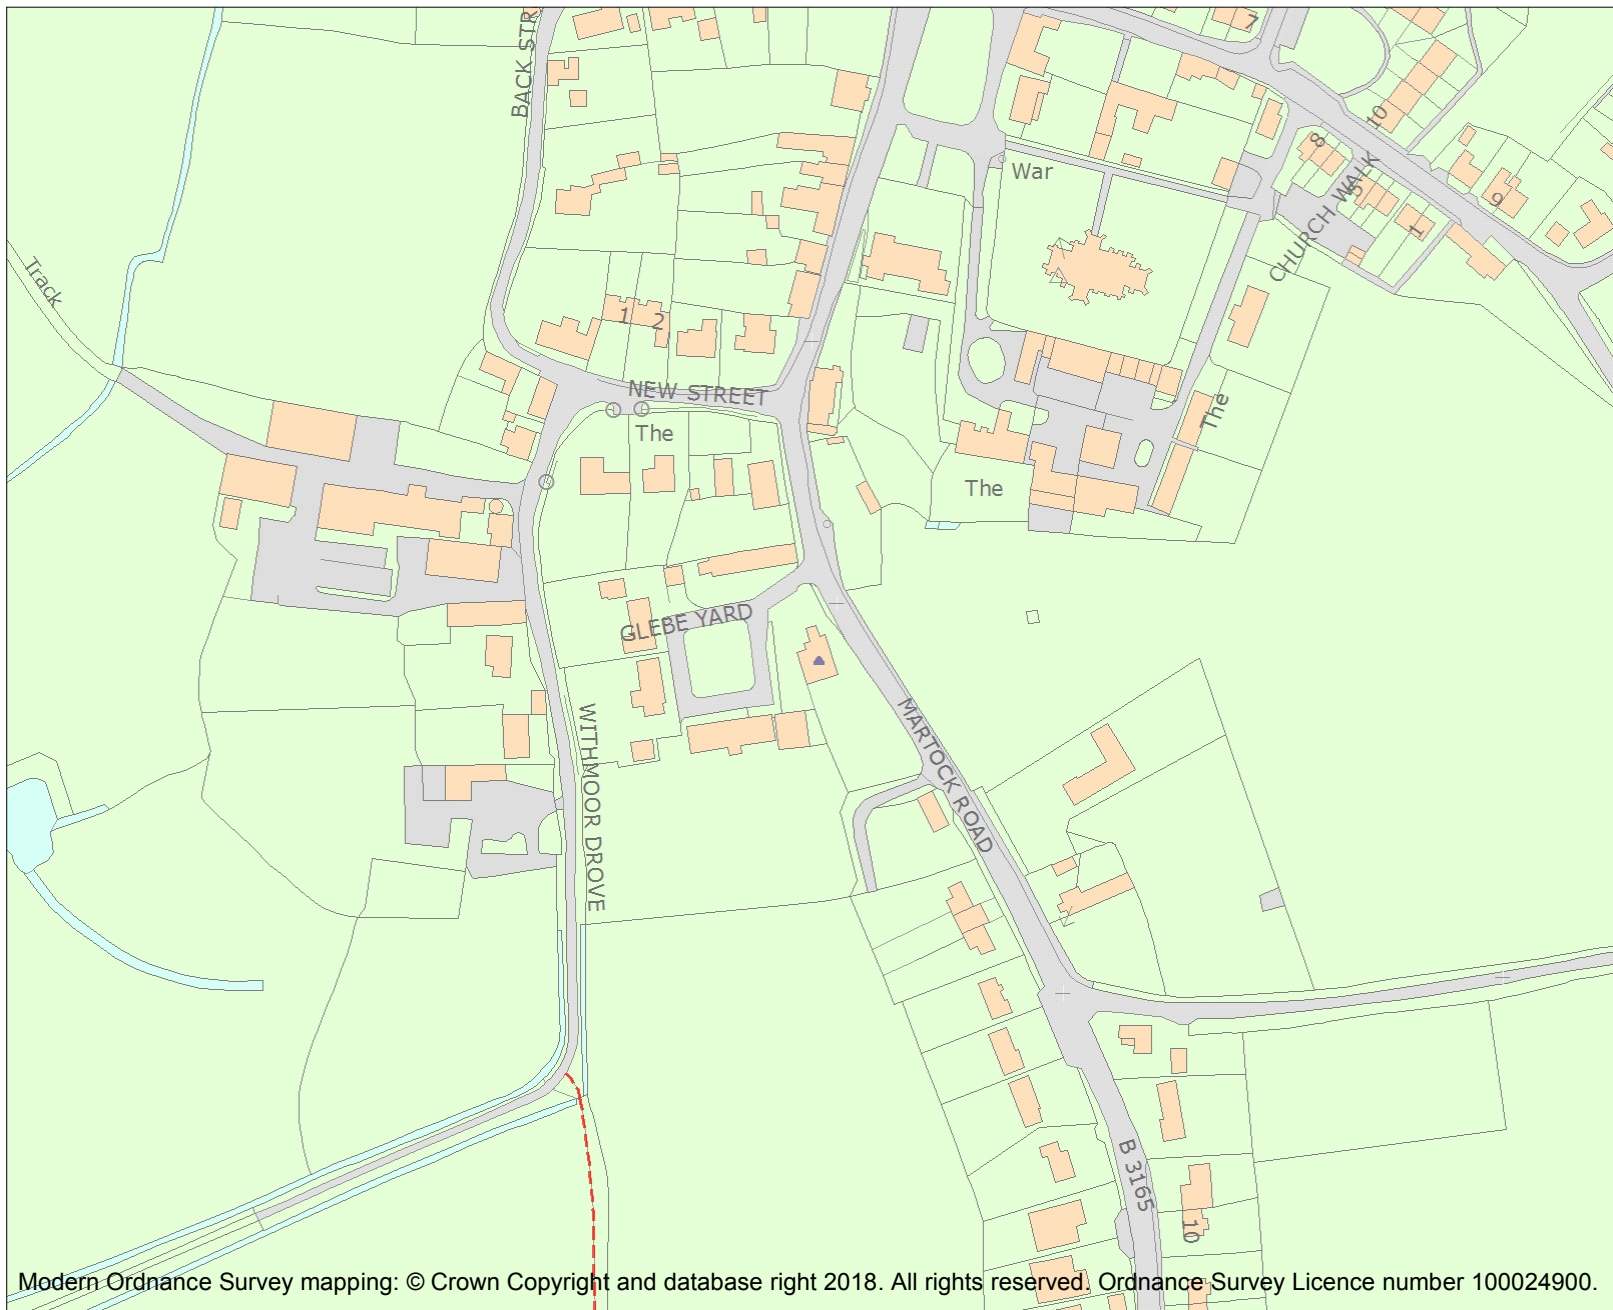 BACK STR
7
10
8
War
CHURCH WALK
5
9
1
Track
1 2
NEW STREET
The
The
The
GLEBE YARD
MARTOCK ROAD
WITHMOOR DROVE
B 3165
10
Modern Ordnance Survey mapping: © Crown Copyright and database right 2018. All rights reserved. Ordnance Survey Licence number 100024900.